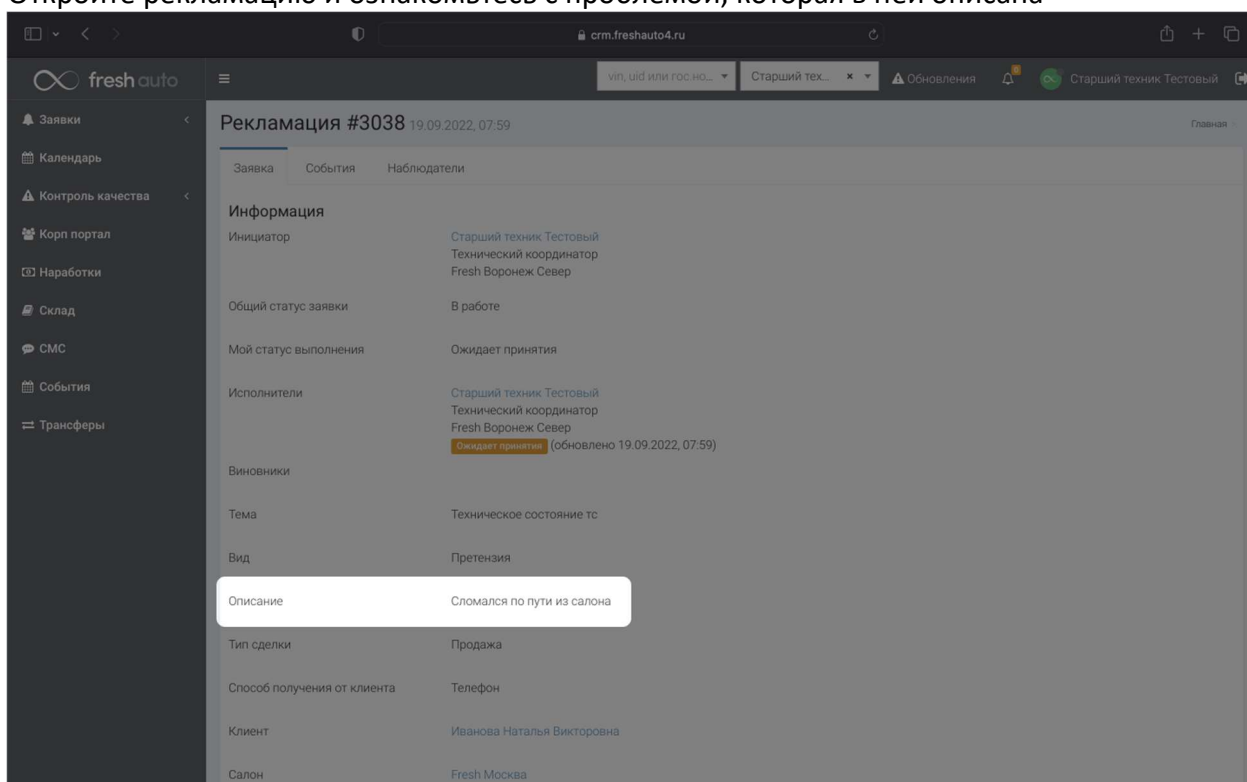 Откройте рекламацию и ознакомьтесь с проблемой, которая в ней описана
crm.freshauto4.ru
fresh auto
vin, uid или гос.но...
Старший тех...
Обновления
Старший техник Тестовый
Заявки
Календарь
Контроль качества
Корп портал
Наработки
Склад
СМС
События
Трансферы
Рекламация #3038 19.09.2022, 07:59
Главная
Заявка События Наблюдатели
Информация
Инициатор Старший техник Тестовый
Технический координатор
Fresh Воронеж Север
Общий статус заявки В работе
Мой статус выполнения Ожидает принятия
Исполнители Старший техник Тестовый
Технический координатор
Fresh Воронеж Север
Ожидает принятия (обновлено 19.09.2022, 07:59)
Виновники
Тема Техническое состояние тс
Вид Претензия
Описание Сломался по пути из салона
Тип сделки Продажа
Способ получения от клиента Телефон
Клиент Иванова Наталья Викторовна
Салон Fresh Москва